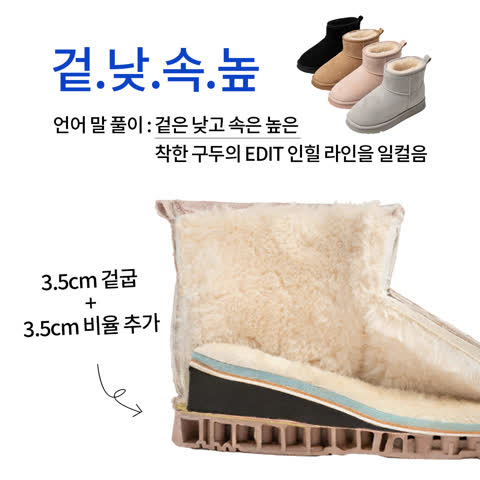 겉.낮.속.높
언어 말 풀이 : 겉은 낮고 속은 높은
착한 구두의 EDIT 인힐 라인을 일컬음
3.5cm 겉굽
+
3.5cm 비율 추가